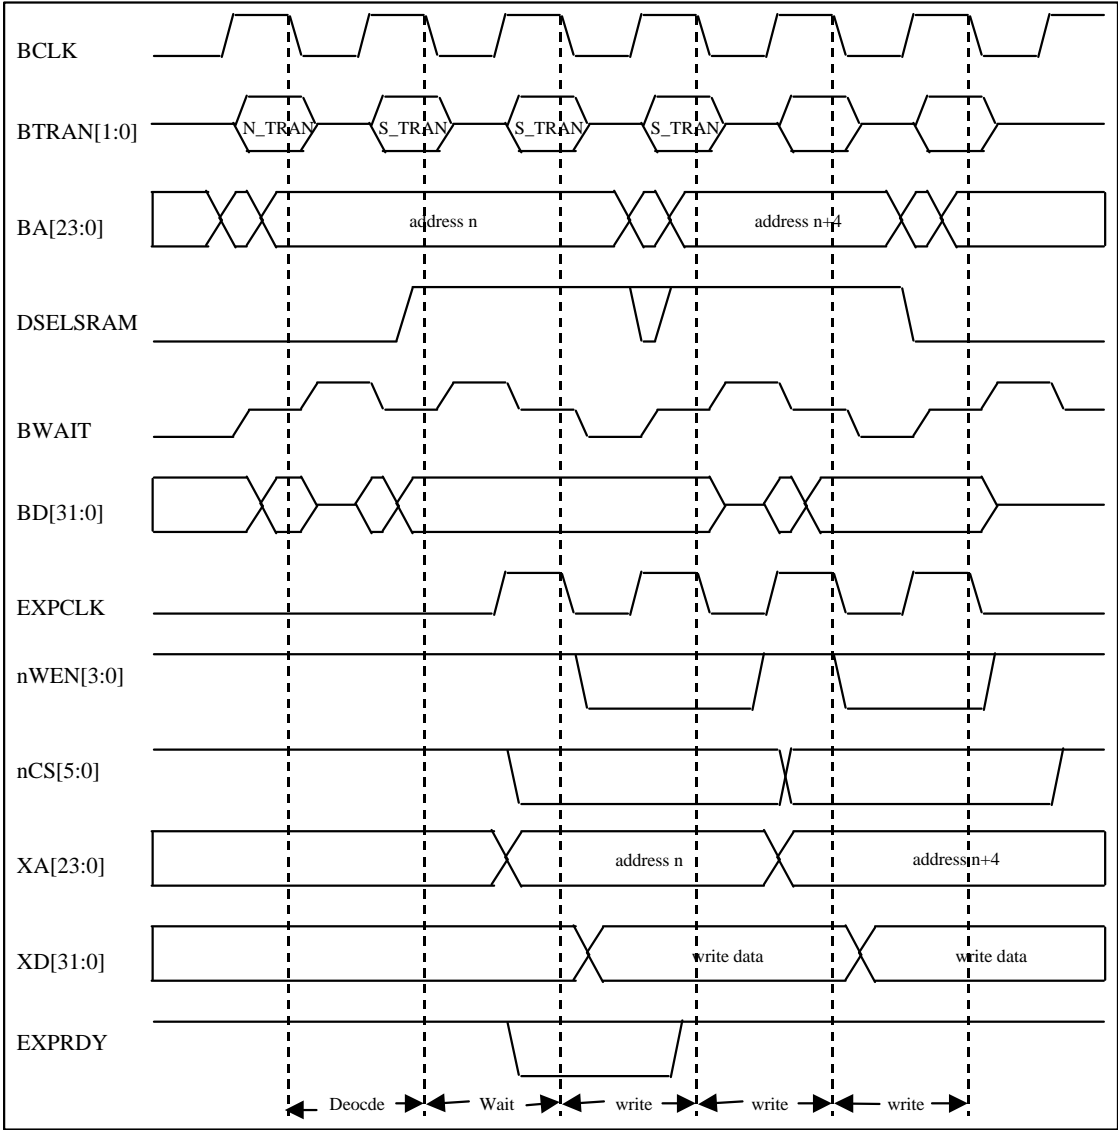 BCLK
BTRAN[1:0]
N_TRAN S_TRAN S_TRAN S_TRAN
BA[23:0]
address n address n+4
DSELSRAM
BWAIT
BD[31:0]
EXPCLK
nWEN[3:0]
nCS[5:0]
XA[23:0]
address n address n+4
XD[31:0]
write data write data
EXPRDY
Deocde Wait write write write